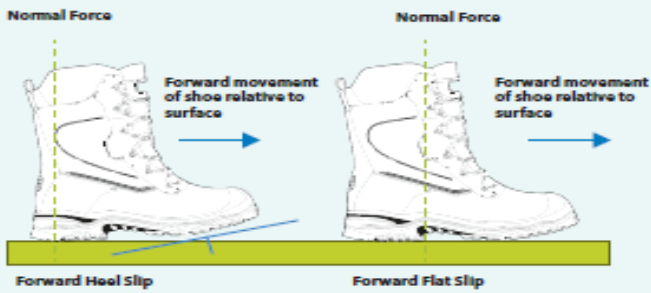 Normal Force
Normal Force
Forward movement
of shoe relative to
surface
Forward movement
of shoe relative to
surface
Forward Heel Slip
Forward Flat Slip